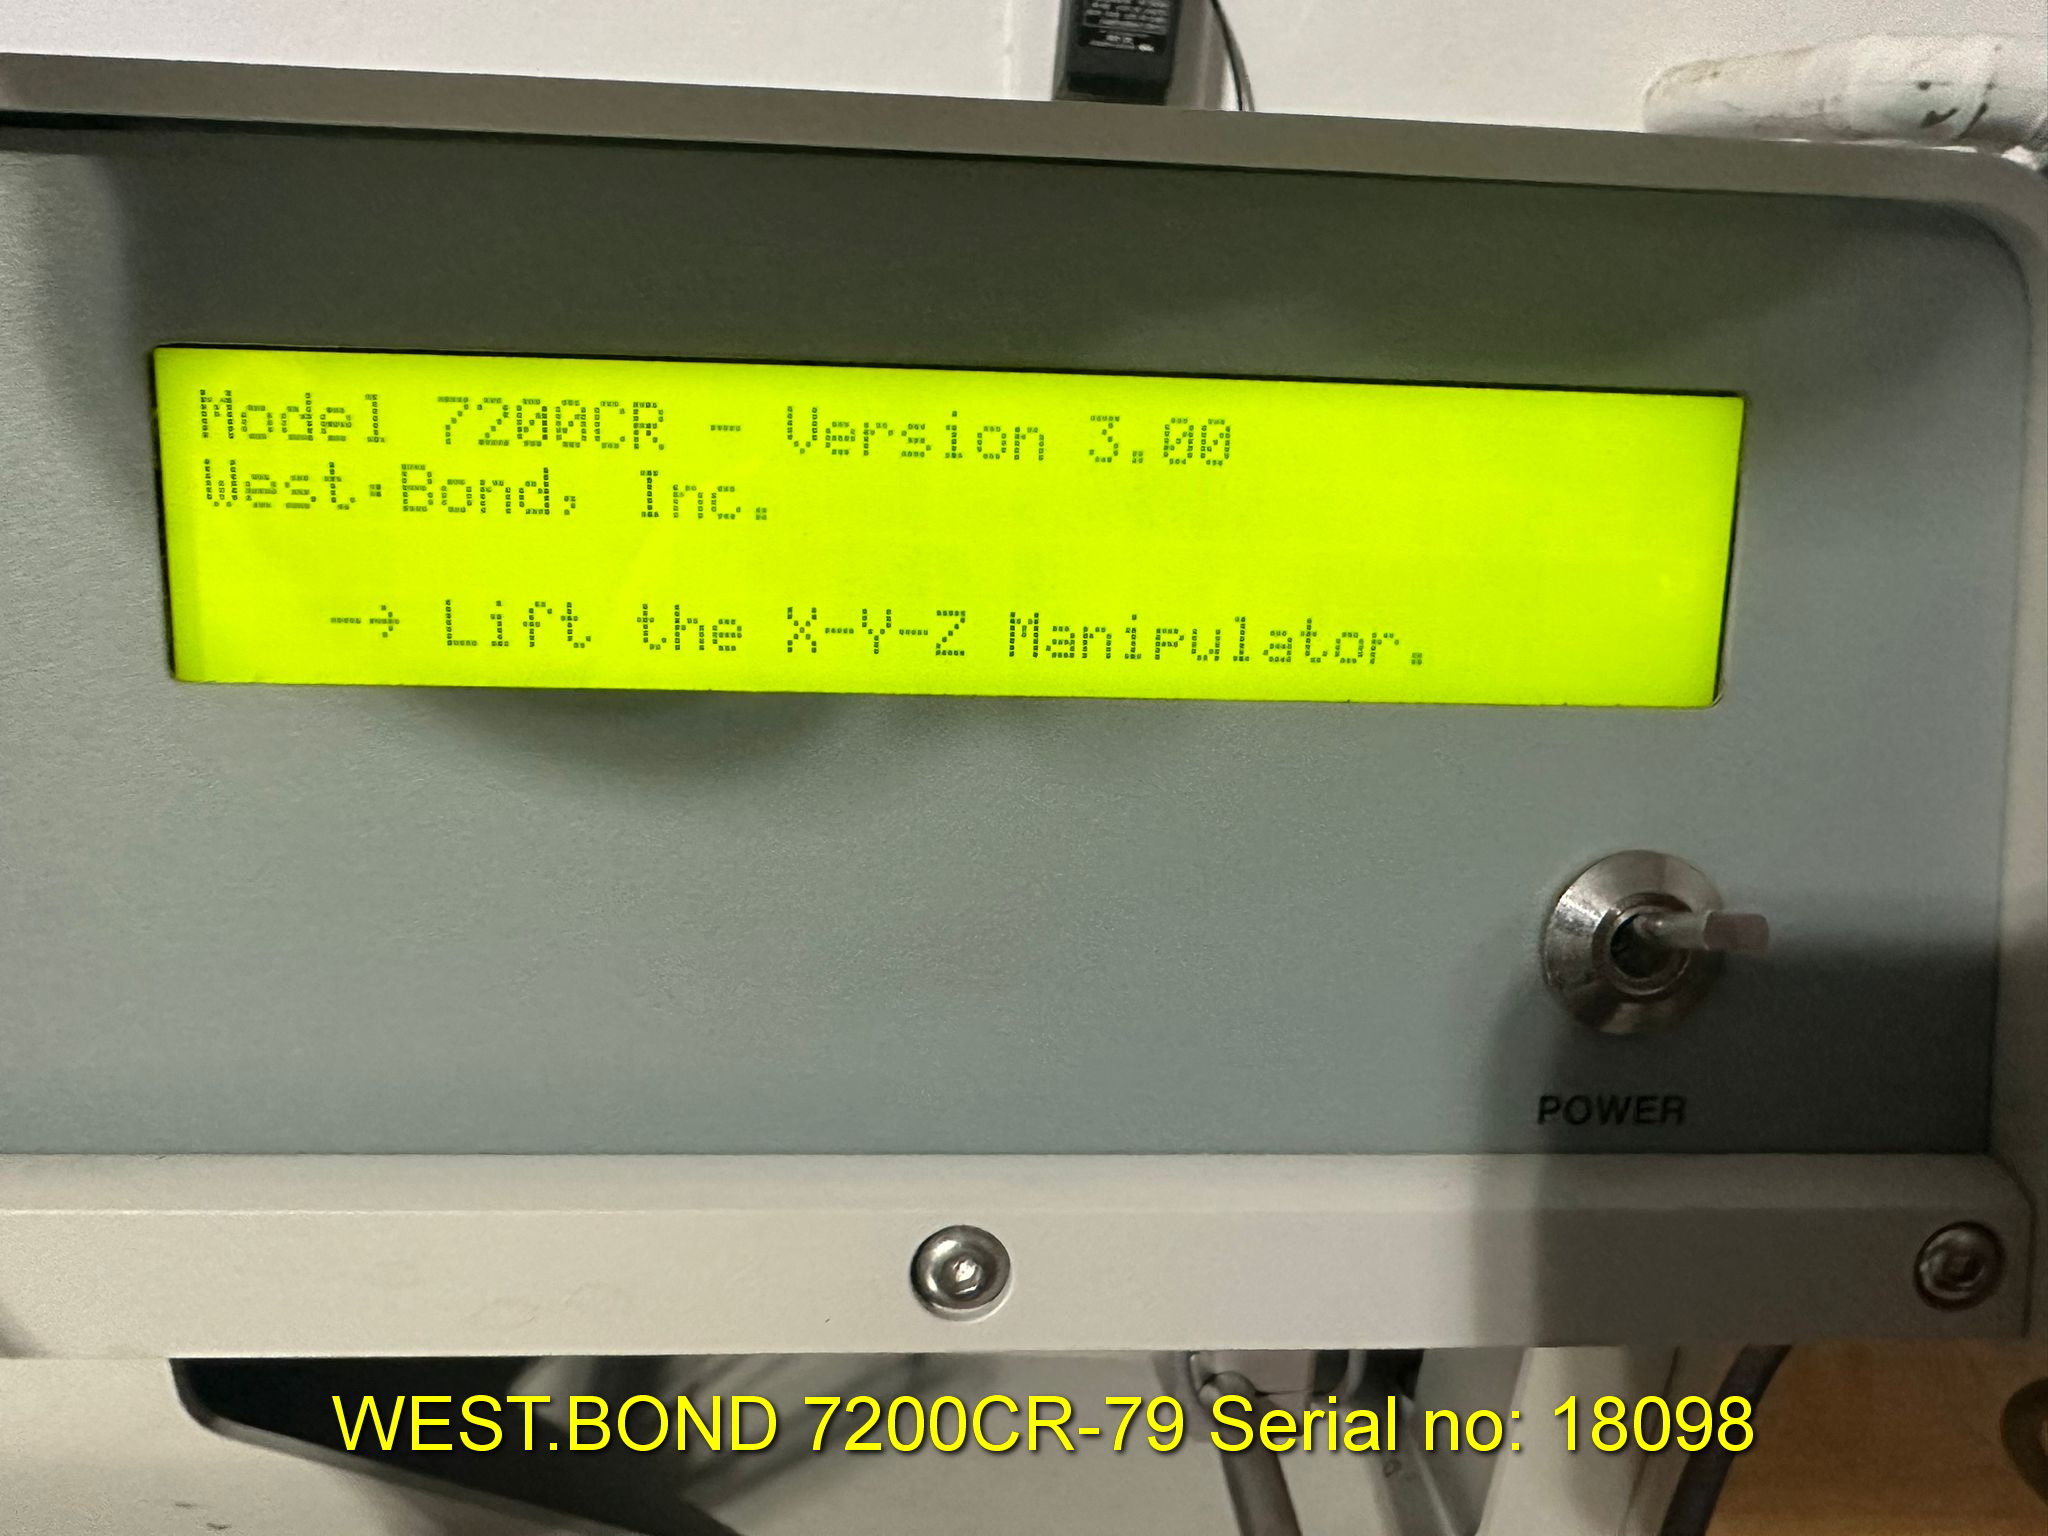 Model 7200CR - Version 3.00
West·Bond, Inc.
-> Lift the X-Y-Z Manipulator.
POWER
WEST.BOND 7200CR-79 Serial no: 18098